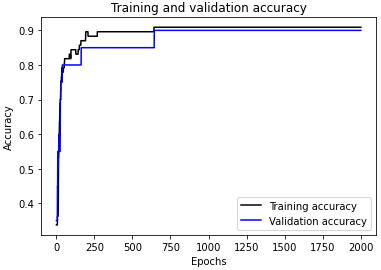 Training and validation accuracy
Accuracy
0.9
0.8
0.7
0.6
0.5
0.4
Training accuracy
Validation accuracy
0 250 500 750 1000 1250 1500 1750 2000
Epochs